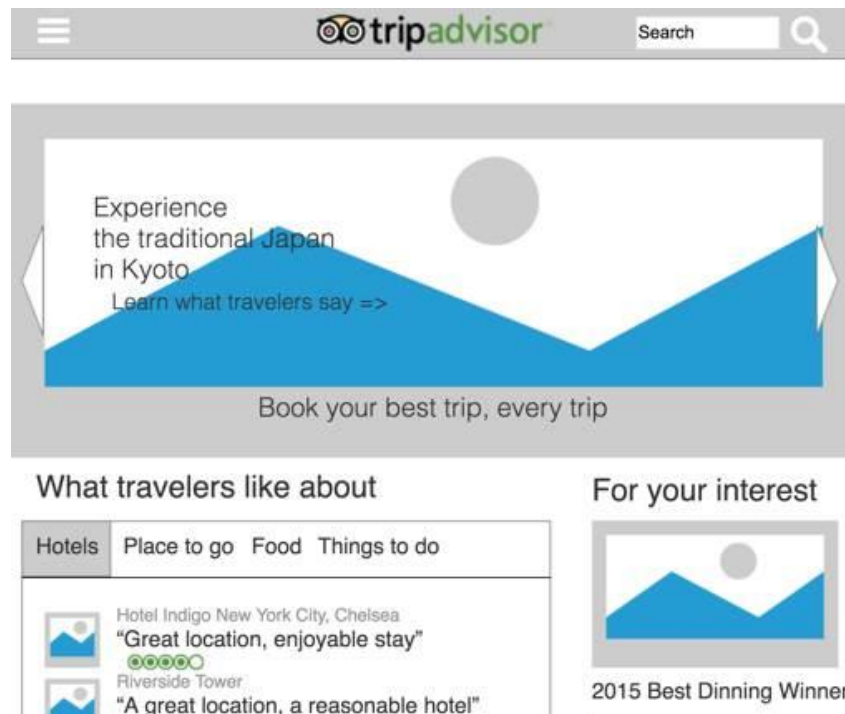 tripadvisor
Search
Experience
the traditional Japan
in Kyoto
Learn what travelers say =>
Book your best trip, every trip
What travelers like about
For your interest
Hotels Place to go Food Things to do
Hotel Indigo New York City, Chelsea
“Great location, enjoyable stay”
Riverside Tower
“A great location, a reasonable hotel”
2015 Best Dinning Winner